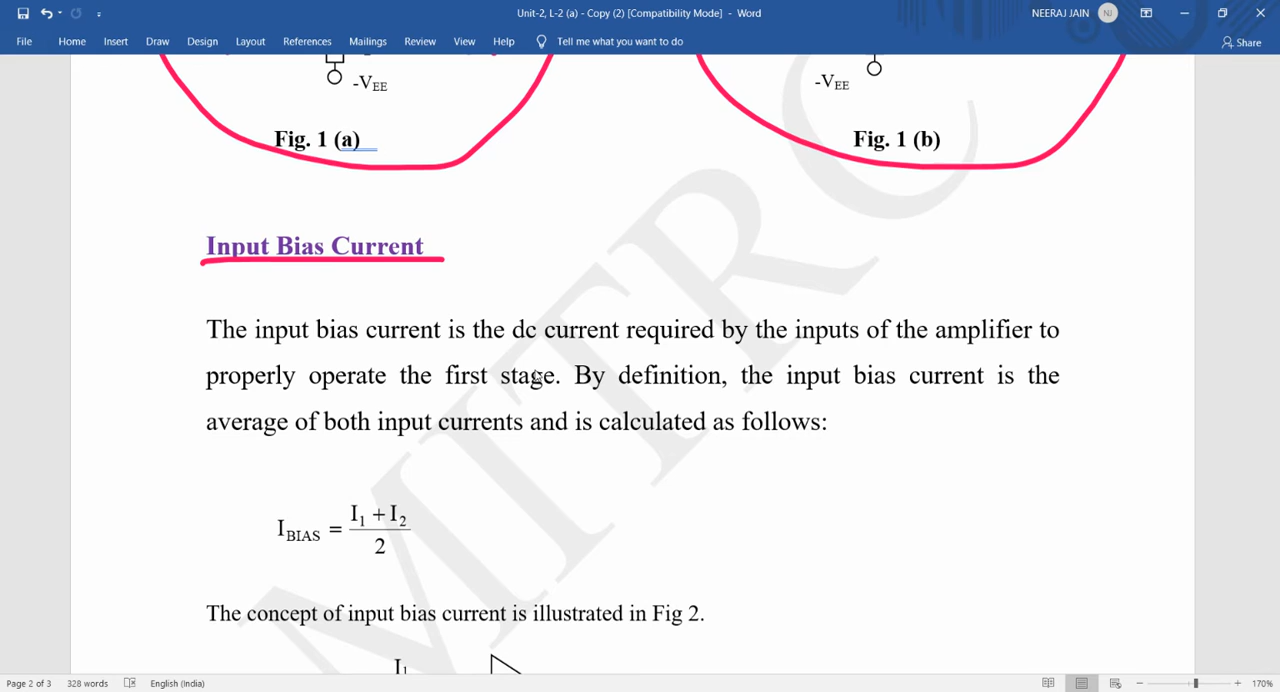 Unit-2, L-2 (a) - Copy (2) [Compatibility Mode] - Word
NEERAJ JAIN NJ
File Home Insert Draw Design Layout References Mailings Review View Help Tell me what you want to do Share
-VEE -VEE
Fig. 1 (a) Fig. 1 (b)
Input Bias Current
The input bias current is the dc current required by the inputs of the amplifier to
properly operate the first stage. By definition, the input bias current is the
average of both input currents and is calculated as follows:
I1 + I2
IBIAS =
2
The concept of input bias current is illustrated in Fig 2.
I1
MITRC
Page 2 of 3 328 words English (India) 170%